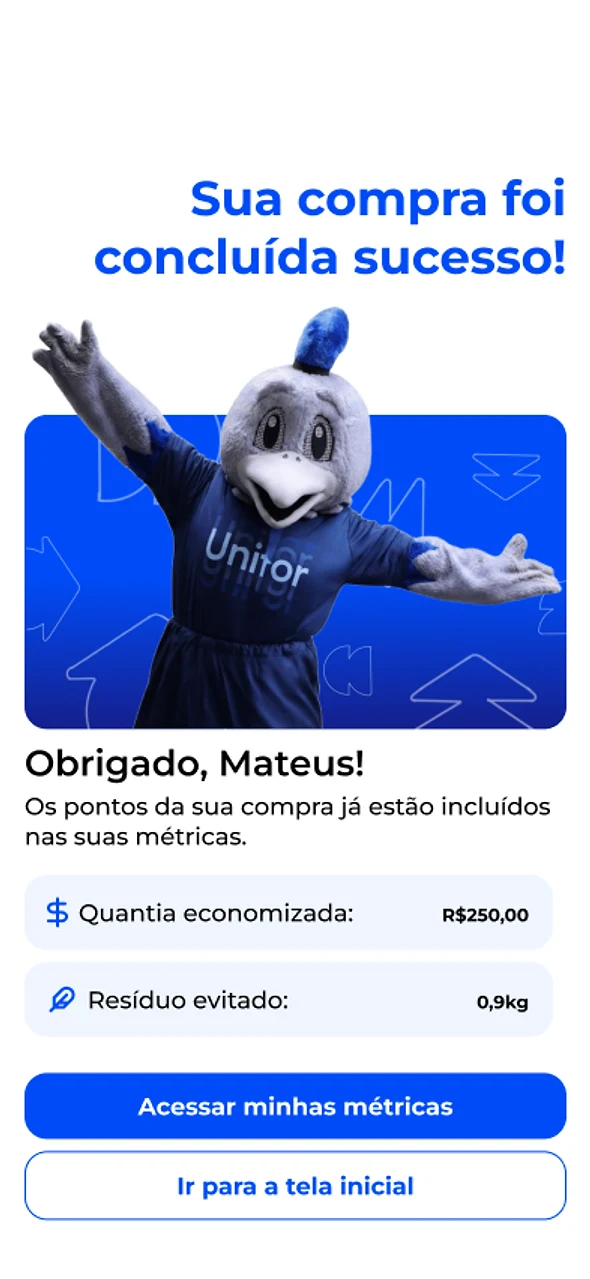 Sua compra foi
concluída sucesso!
Unifor
Obrigado, Mateus!
Os pontos da sua compra já estão incluídos
nas suas métricas.
Quantia economizada: R$250,00
Resíduo evitado: 0,9kg
Acessar minhas métricas
Ir para a tela inicial